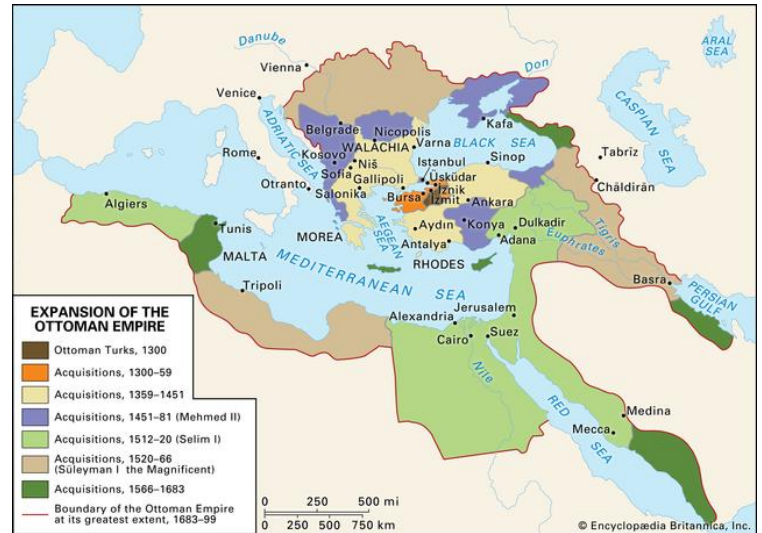 ARAL
SEA
Danube
Don
Vienna
CASPIAN SEA
Venice
ADRIATIC SEA
Belgrade
Nicopolis
Kafa
WALACHIA
Varna
BLACK SEA
Kosovo
Niš
Rome
Sofia
Istanbul
Sinop
Tabrīz
Otranto
Gallipoli
Üsküdar
Salonika
İznik
Chāldirān
Bursa
İzmit
Ankara
Algiers
AEGEAN
SEA
Aydın
Konya
Dulkadir
Tigris
Tunis
MOREA
Antalya
Adana
Euphrates
MALTA
MEDITERRANEAN SEA
RHODES
Basra
PERSIAN
GULF
Tripoli
Jerusalem
Alexandria
Cairo
Suez
Nile
RED
SEA
Medina
Mecca
EXPANSION OF THE
OTTOMAN EMPIRE
Ottoman Turks, 1300
Acquisitions, 1300–59
Acquisitions, 1359–1451
Acquisitions, 1451–81 (Mehmed II)
Acquisitions, 1512–20 (Selim I)
Acquisitions, 1520–66
(Süleyman I the Magnificent)
Acquisitions, 1566–1683
Boundary of the Ottoman Empire
at its greatest extent, 1683–99
0 250 500 mi
0 250 500 750 km
© Encyclopædia Britannica, Inc.